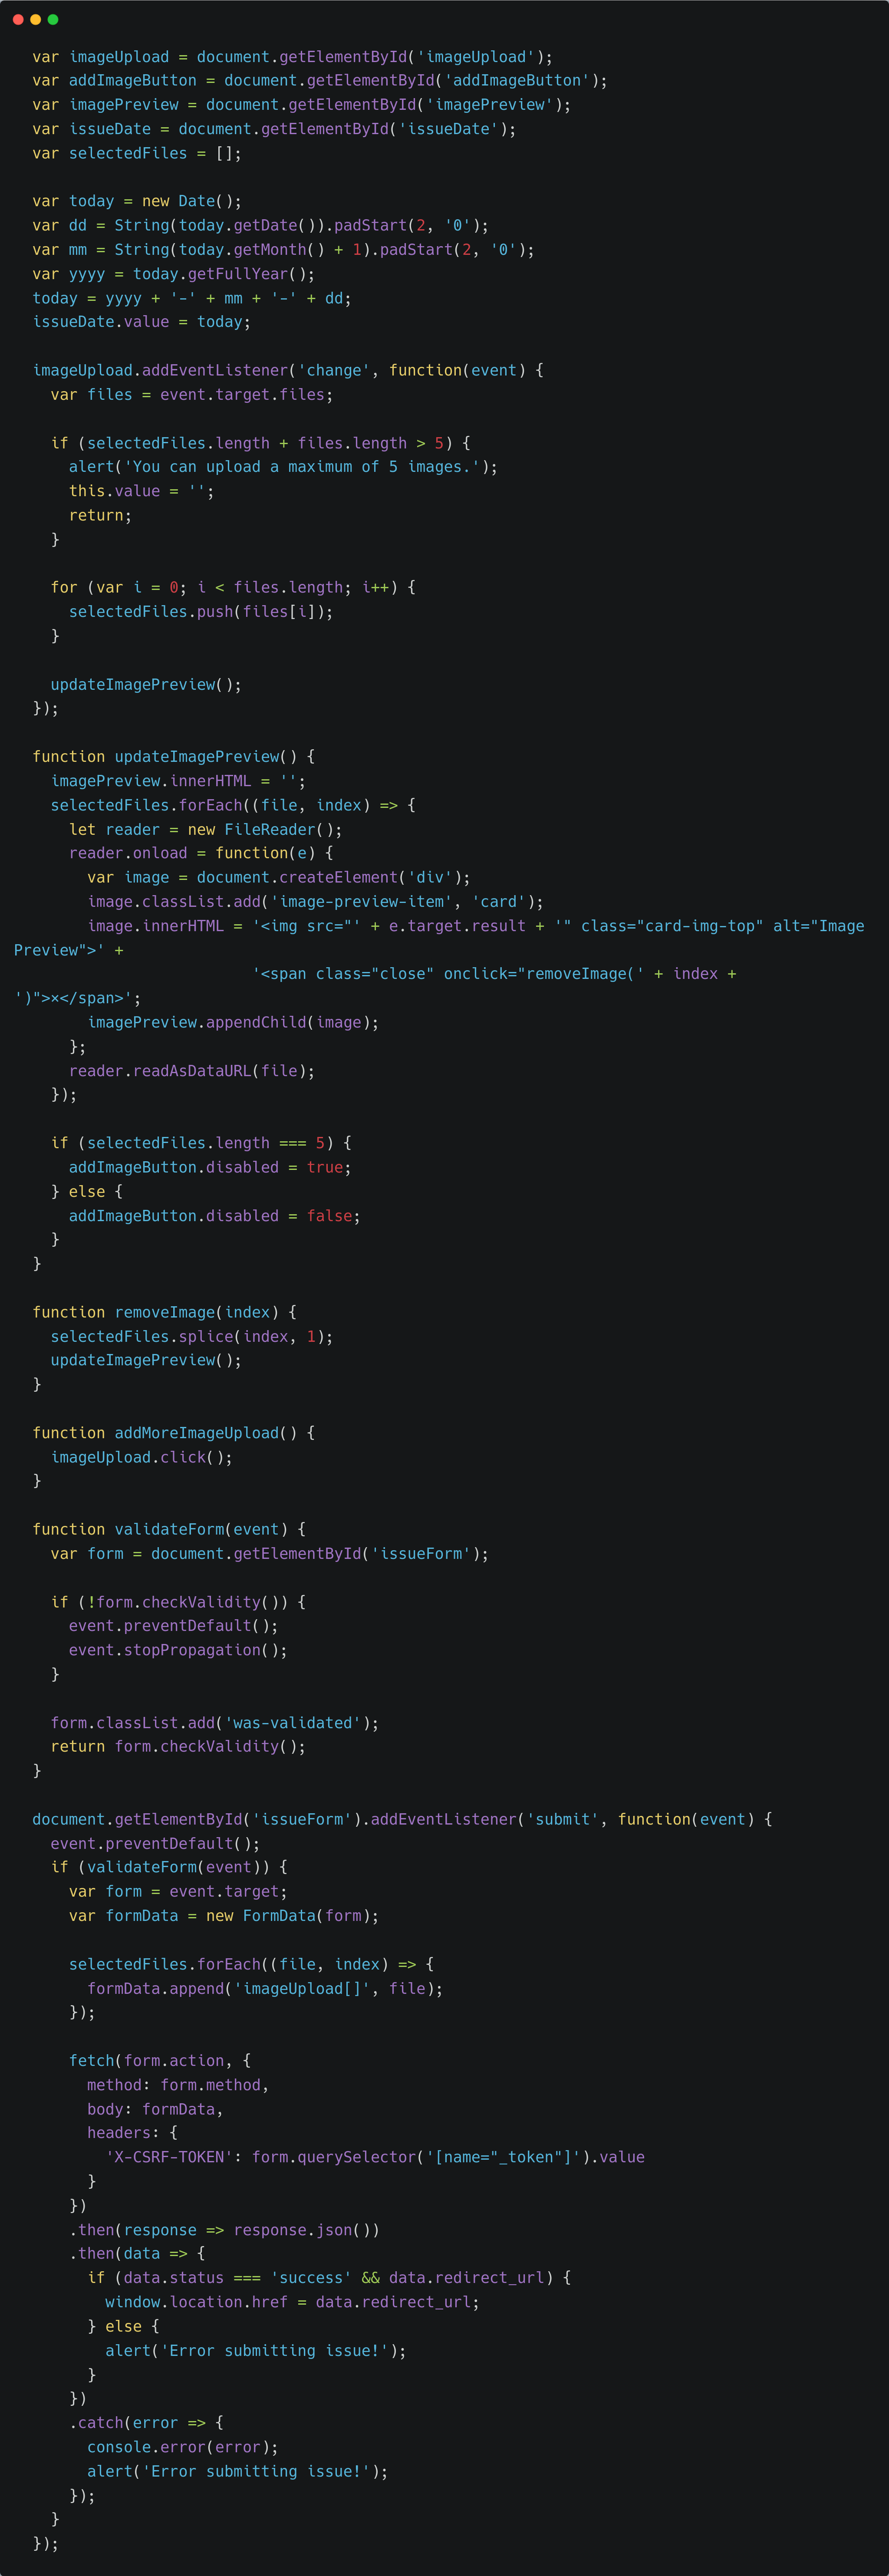 var imageUpload = document.getElementById('imageUpload');
var addImageButton = document.getElementById('addImageButton');
var imagePreview = document.getElementById('imagePreview');
var issueDate = document.getElementById('issueDate');
var selectedFiles = [];

var today = new Date();
var dd = String(today.getDate()).padStart(2, '0');
var mm = String(today.getMonth() + 1).padStart(2, '0');
var yyyy = today.getFullYear();
today = yyyy + '-' + mm + '-' + dd;
issueDate.value = today;

imageUpload.addEventListener('change', function(event) {
  var files = event.target.files;

  if (selectedFiles.length + files.length > 5) {
    alert('You can upload a maximum of 5 images.');
    this.value = '';
    return;
  }

  for (var i = 0; i < files.length; i++) {
    selectedFiles.push(files[i]);
  }

  updateImagePreview();
});

function updateImagePreview() {
  imagePreview.innerHTML = '';
  selectedFiles.forEach((file, index) => {
    let reader = new FileReader();
    reader.onload = function(e) {
      var image = document.createElement('div');
      image.classList.add('image-preview-item', 'card');
      image.innerHTML = '<img src="' + e.target.result + '" class="card-img-top" alt="Image
Preview">' +
                        '<span class="close" onclick="removeImage(' + index +
')">×</span>';
      imagePreview.appendChild(image);
    };
    reader.readAsDataURL(file);
  });

  if (selectedFiles.length === 5) {
    addImageButton.disabled = true;
  } else {
    addImageButton.disabled = false;
  }
}

function removeImage(index) {
  selectedFiles.splice(index, 1);
  updateImagePreview();
}

function addMoreImageUpload() {
  imageUpload.click();
}

function validateForm(event) {
  var form = document.getElementById('issueForm');

  if (!form.checkValidity()) {
    event.preventDefault();
    event.stopPropagation();
  }

  form.classList.add('was-validated');
  return form.checkValidity();
}

document.getElementById('issueForm').addEventListener('submit', function(event) {
  event.preventDefault();
  if (validateForm(event)) {
    var form = event.target;
    var formData = new FormData(form);

    selectedFiles.forEach((file, index) => {
      formData.append('imageUpload[]', file);
    });

    fetch(form.action, {
      method: form.method,
      body: formData,
      headers: {
        'X-CSRF-TOKEN': form.querySelector('[name="_token"]').value
      }
    })
    .then(response => response.json())
    .then(data => {
      if (data.status === 'success' && data.redirect_url) {
        window.location.href = data.redirect_url;
      } else {
        alert('Error submitting issue!');
      }
    })
    .catch(error => {
      console.error(error);
      alert('Error submitting issue!');
    });
  }
});